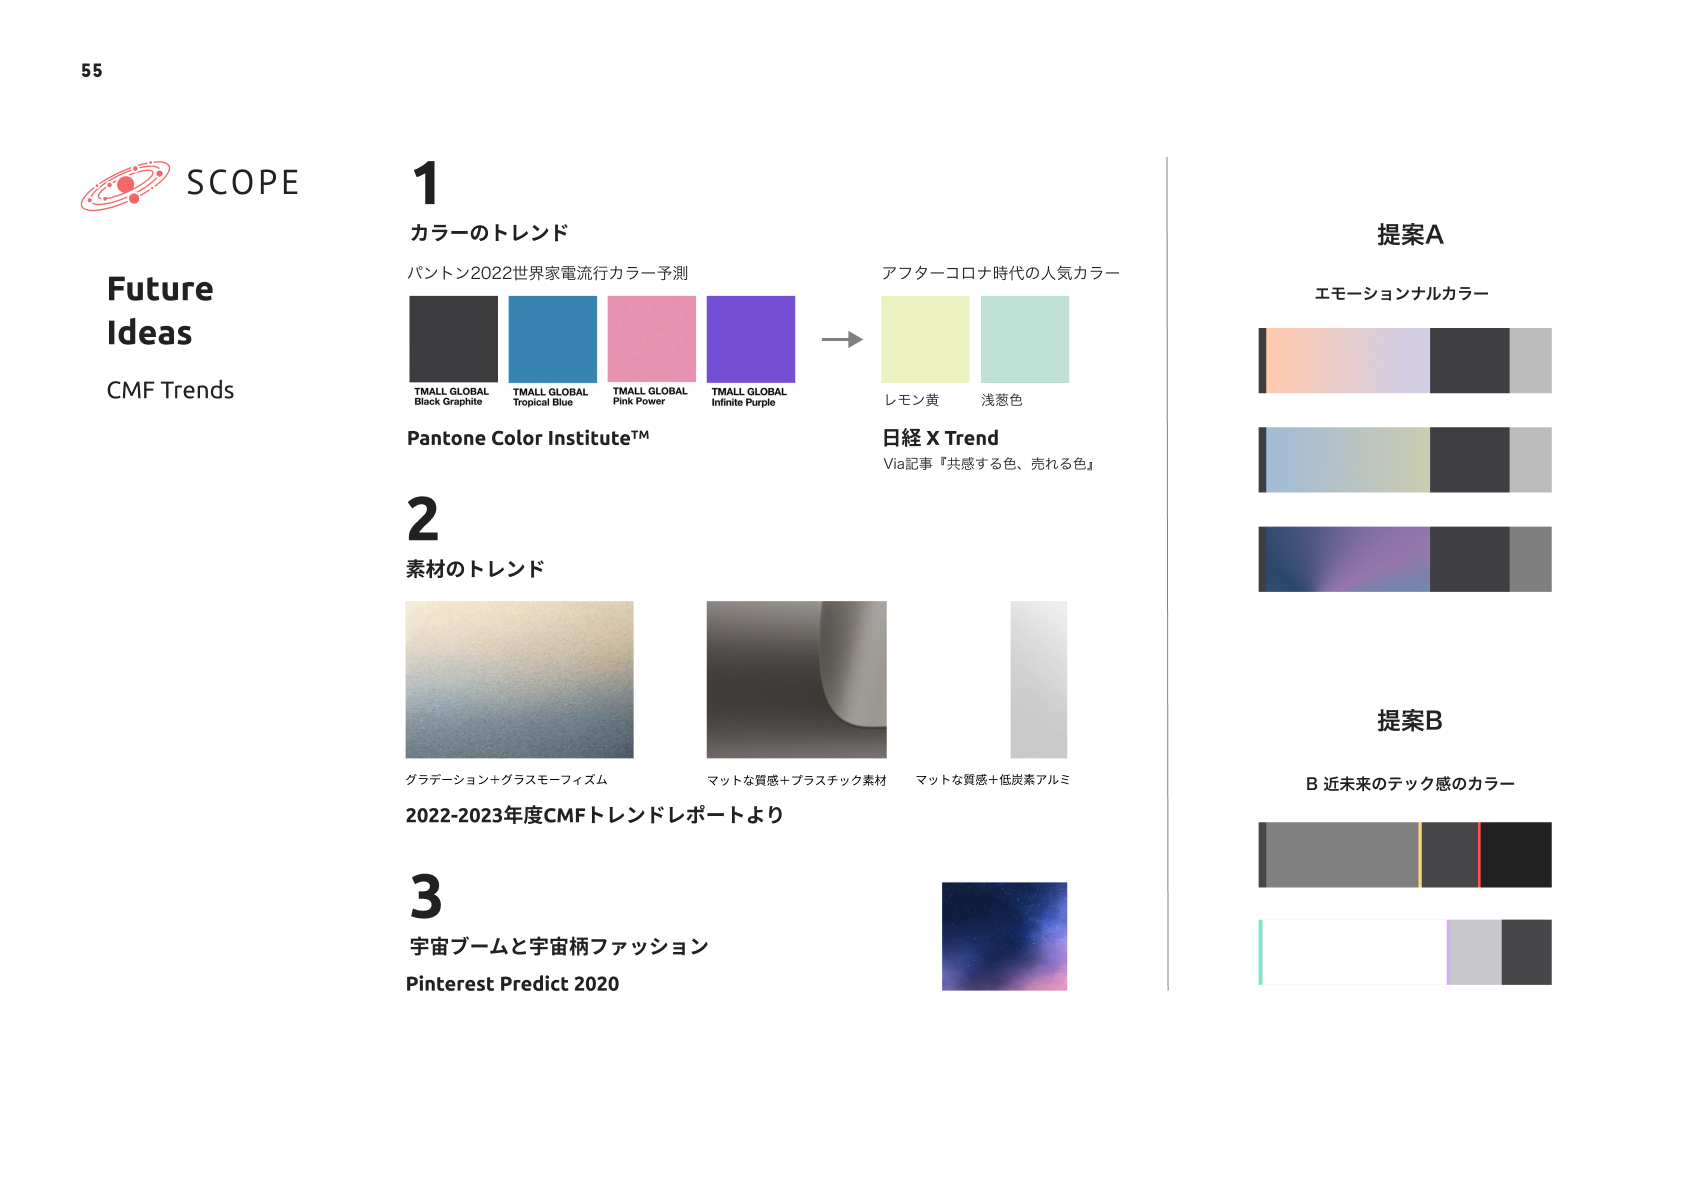 55
SCOPE
Future
Ideas
CMF Trends
1
カラーのトレンド
パントン2022世界家電流行カラー予測
TMALL GLOBAL
Black Graphite
TMALL GLOBAL
Tropical Blue
TMALL GLOBAL
Pink Power
TMALL GLOBAL
Infinite Purple
Pantone Color Institute™
アフターコロナ時代の人気カラー
レモン黄
浅葱色
日経 X Trend
Via記事『共感する色、売れる色』
2
素材のトレンド
グラデーション+グラスモーフィズム
マットな質感+プラスチック素材
マットな質感+低炭素アルミ
2022-2023年度CMFトレンドレポートより
3
宇宙ブームと宇宙柄ファッション
Pinterest Predict 2020
提案A
エモーションナルカラー
提案B
B 近未来のテック感のカラー